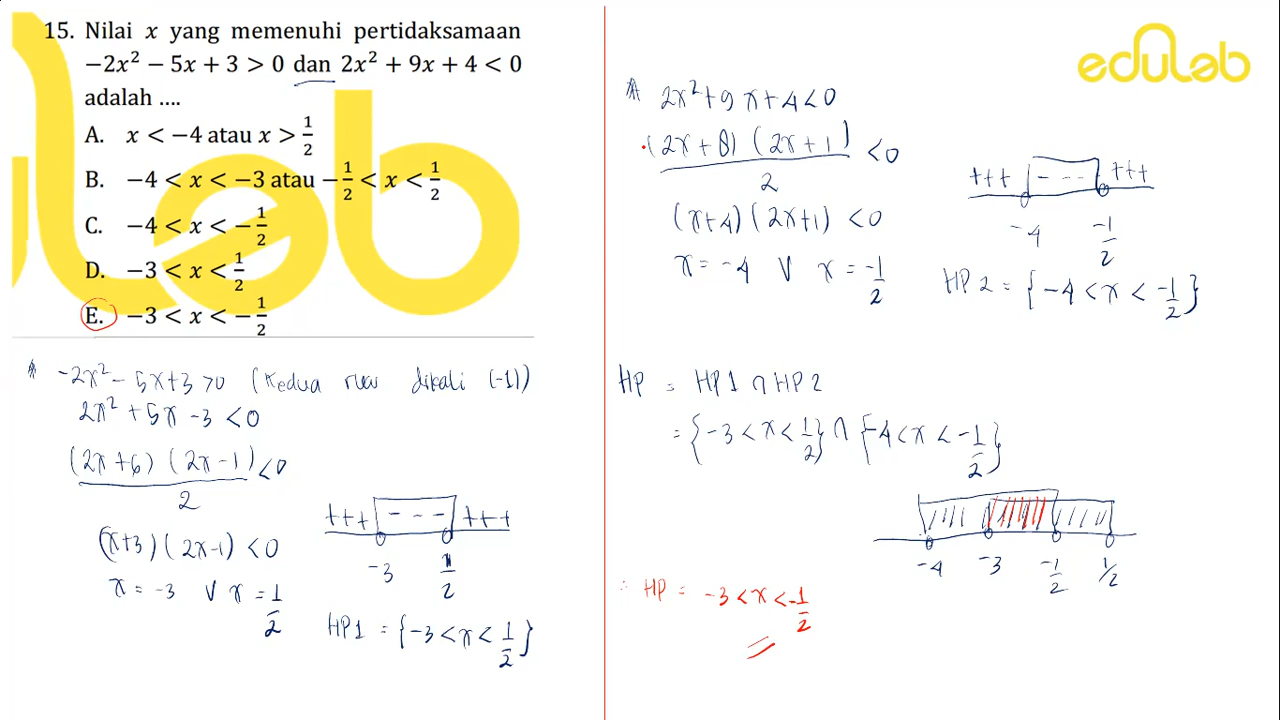 15. Nilai x yang memenuhi pertidaksamaan
−2x² − 5x + 3 > 0 dan 2x² + 9x + 4 < 0
adalah ....
A. x < −4 atau x > 1/2
B. −4 < x < −3 atau −1/2 < x < 1/2
C. −4 < x < −1/2
D. −3 < x < 1/2
E. −3 < x < −1/2
-2x² - 5x+3 >0 (Kedua ruas dikali (-1))
2x² + 5x -3 <0
(2x+6) (2x-1)/2 <0
(x+3) (2x-1) <0
x = -3 V x = 1/2
+++ --- +++
-3 1/2
HP1 = {-3 < x < 1/2}
edulab
2x²+9x+4<0
(2x+8) (2x+1)/2 <0
(x+4) (2x+1) <0
x = -4 V x = -1/2
+++ --- +++
-4 -1/2
HP 2 = {-4 < x < -1/2}
HP = HP1 ∩ HP2
= {-3 < x < 1/2} ∩ {-4 < x < -1/2}
-4 -3 -1/2 1/2
∴ HP = -3 < x < -1/2